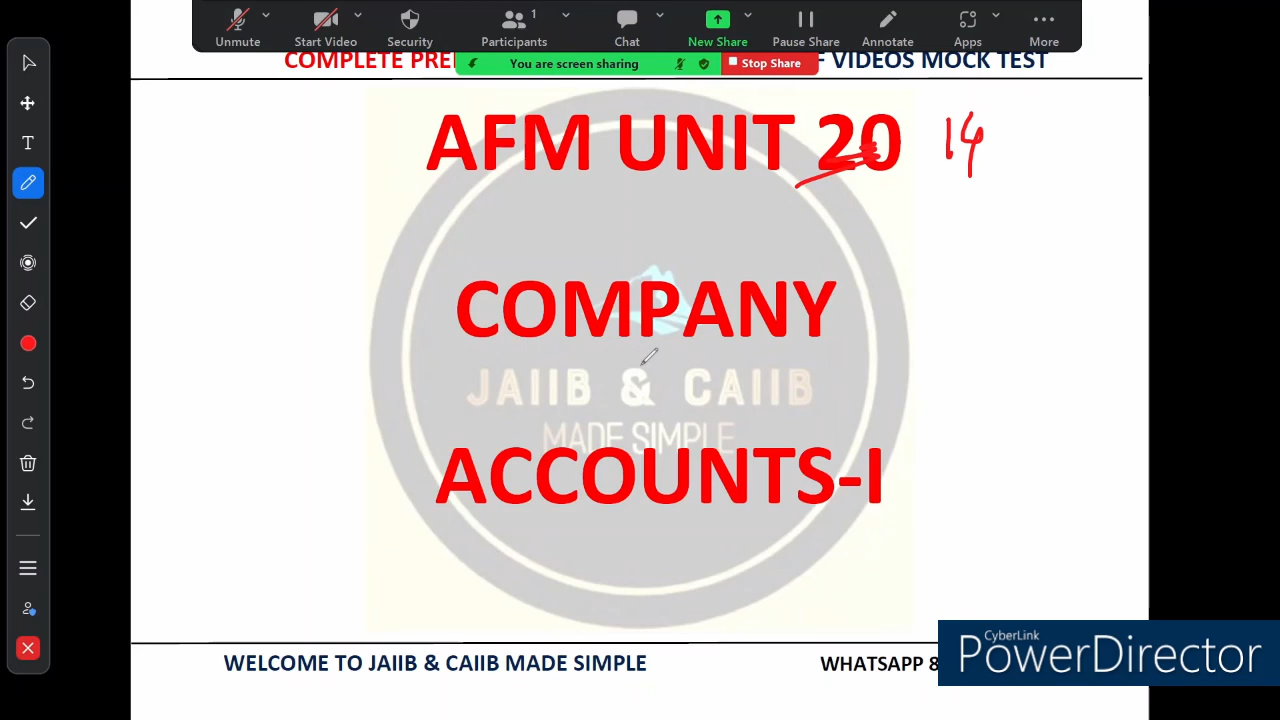 Unmute
Start Video
Security
Participants 1
Chat
New Share
Pause Share
Annotate
Apps
More
You are screen sharing
Stop Share
COMPLETE
VIDEOS MOCK TEST
AFM UNIT 20 14
COMPANY
JAIIB & CAIIB
MADE SIMPLE
ACCOUNTS-I
WELCOME TO JAIIB & CAIIB MADE SIMPLE
WHATSAPP 8
CyberLink
PowerDirector